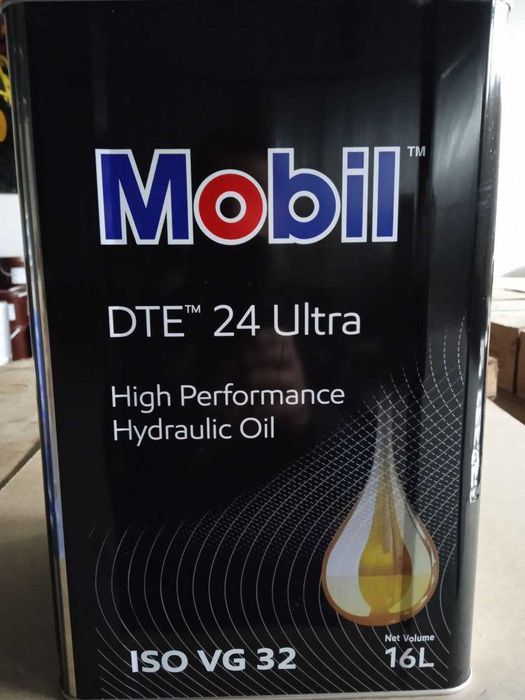 Mobil™
DTE™ 24 Ultra
High Performance
Hydraulic Oil
Net Volume
ISO VG 32
16L